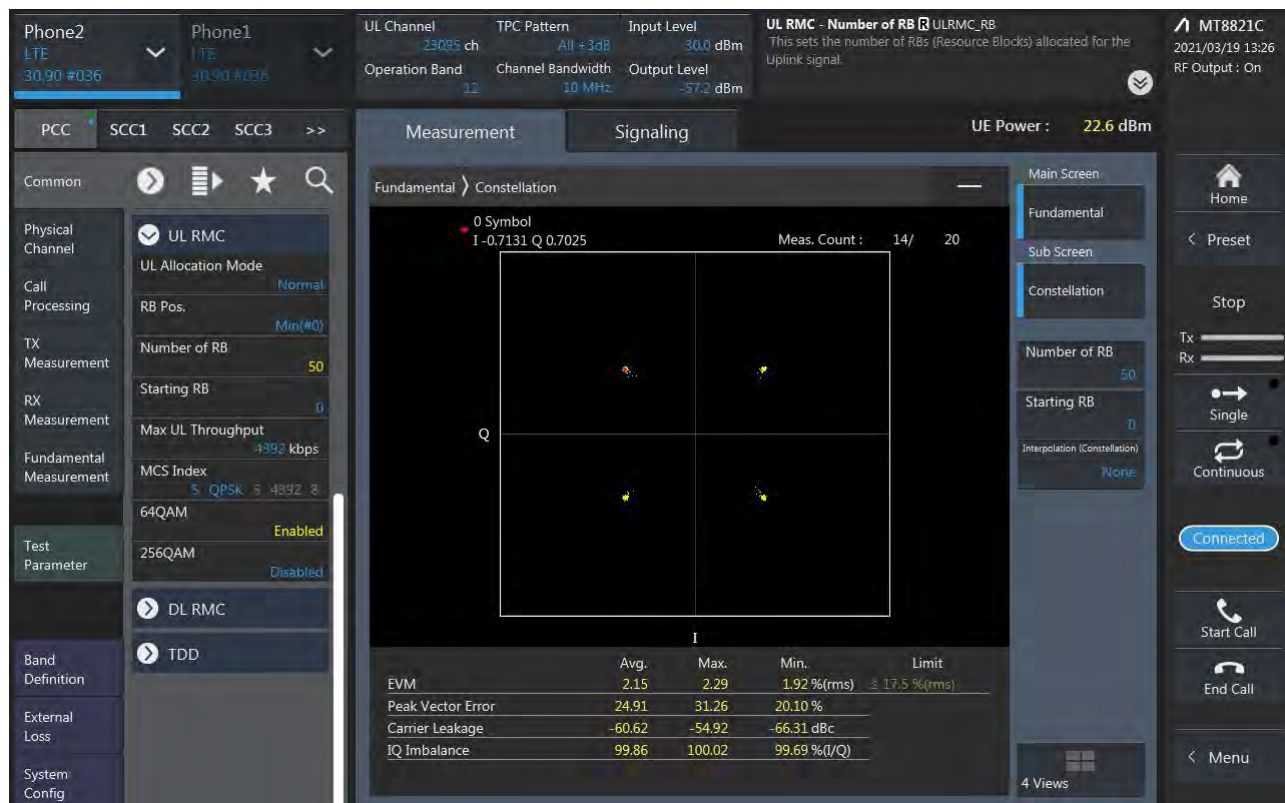 Phone2
LTE
30.90 #036
Phone1
LTE
30.90 #036
UL Channel
23095 ch
Operation Band
12
TPC Pattern
All +3dB
Channel Bandwidth
10 MHz
Input Level
30.0 dBm
Output Level
-57.2 dBm
UL RMC - Number of RB R ULRMC_RB
This sets the number of RBs (Resource Blocks) allocated for the
Uplink signal.
MT8821C
2021/03/19 13:26
RF Output : On
PCC SCC1 SCC2 SCC3 >>
Measurement
Signaling
UE Power : 22.6 dBm
Common
Physical
Channel
Call
Processing
TX
Measurement
RX
Measurement
Fundamental
Measurement
Test
Parameter
Band
Definition
External
Loss
System
Config
UL RMC
UL Allocation Mode
Normal
RB Pos.
Min(#0)
Number of RB
50
Starting RB
0
Max UL Throughput
4392 kbps
MCS Index
5 QPSK 5 4392 8
64QAM
Enabled
256QAM
Disabled
DL RMC
TDD
Fundamental Constellation
0 Symbol
I -0.7131 Q 0.7025
Meas. Count : 14/ 20
Q
I
Avg. Max. Min. Limit
EVM 2.15 2.29 1.92 %(rms) ≤ 17.5 %(rms)
Peak Vector Error 24.91 31.26 20.10 %
Carrier Leakage -60.62 -54.92 -66.31 dBc
IQ Imbalance 99.86 100.02 99.69 %(I/Q)
Main Screen
Fundamental
Sub Screen
Constellation
Number of RB
50
Starting RB
0
Interpolation (Constellation)
None
4 Views
Home
< Preset
Stop
Tx
Rx
Single
Continuous
Connected
Start Call
End Call
< Menu